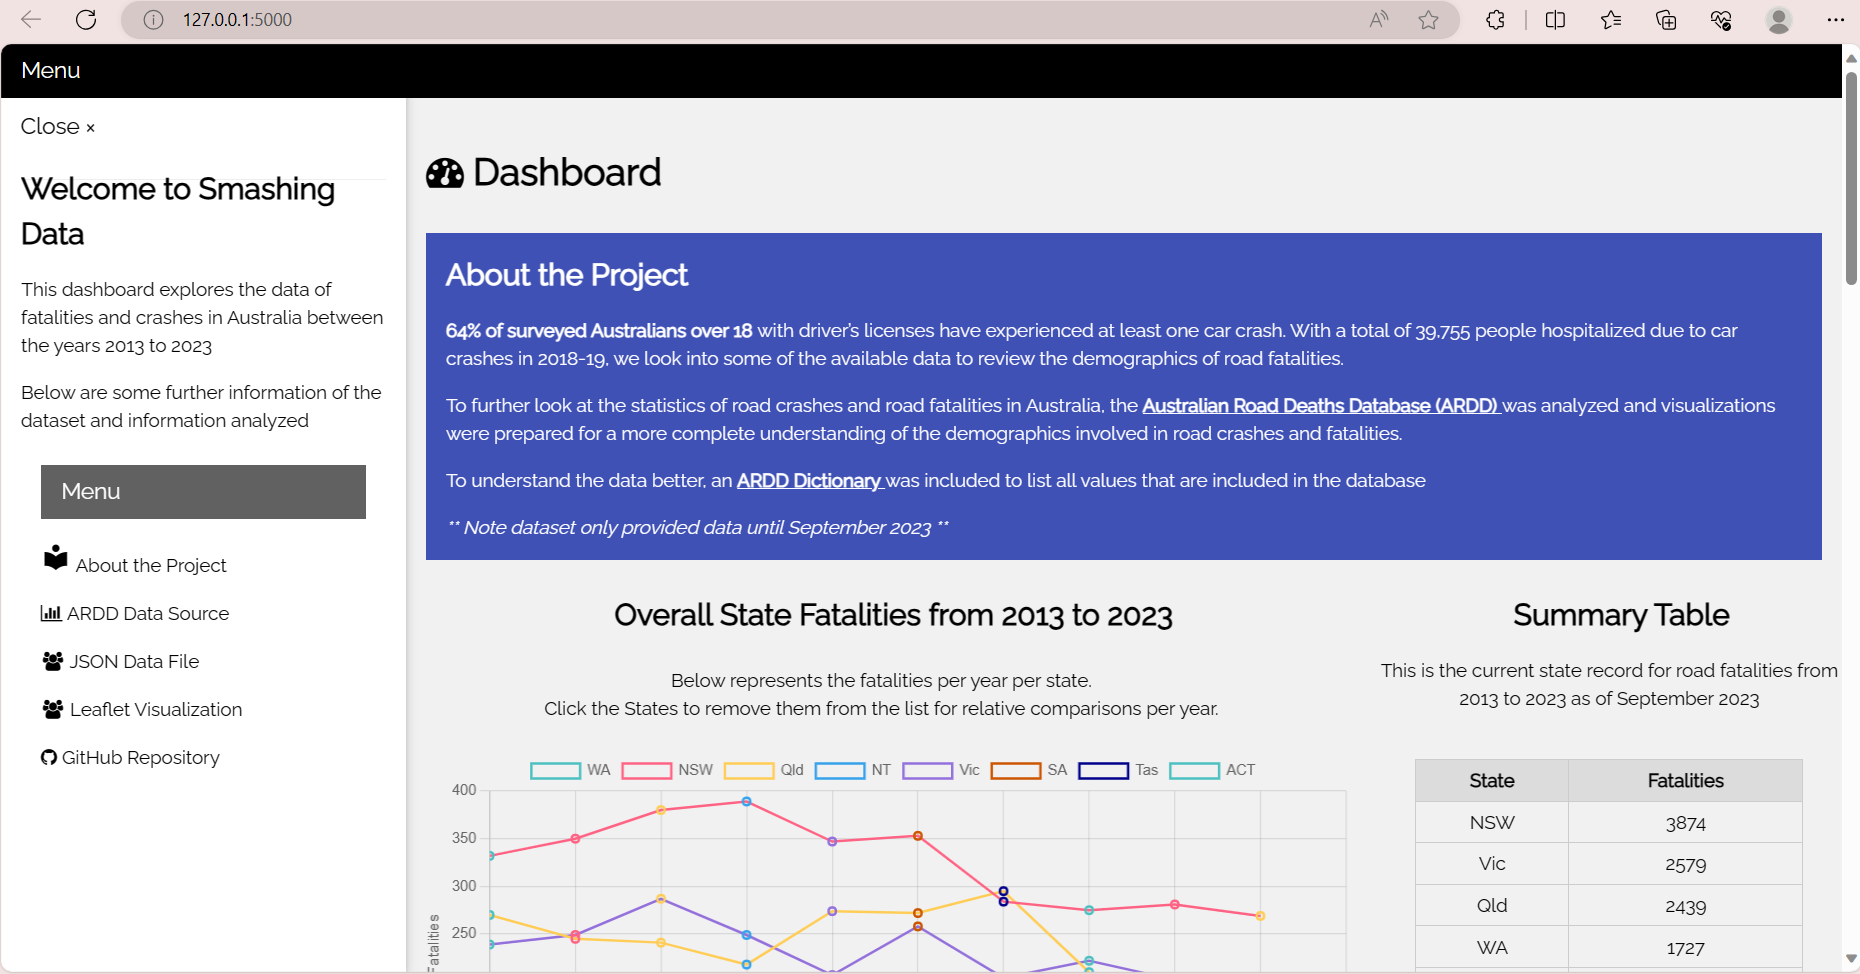 127.0.0.1:5000
Menu
Close ×
Welcome to Smashing
Data
This dashboard explores the data of
fatalities and crashes in Australia between
the years 2013 to 2023
Below are some further information of the
dataset and information analyzed
Menu
About the Project
ARDD Data Source
JSON Data File
Leaflet Visualization
GitHub Repository
Dashboard
About the Project
64% of surveyed Australians over 18 with driver's licenses have experienced at least one car crash. With a total of 39,755 people hospitalized due to car
crashes in 2018-19, we look into some of the available data to review the demographics of road fatalities.
To further look at the statistics of road crashes and road fatalities in Australia, the Australian Road Deaths Database (ARDD) was analyzed and visualizations
were prepared for a more complete understanding of the demographics involved in road crashes and fatalities.
To understand the data better, an ARDD Dictionary was included to list all values that are included in the database
** Note dataset only provided data until September 2023 **
Overall State Fatalities from 2013 to 2023
Below represents the fatalities per year per state.
Click the States to remove them from the list for relative comparisons per year.
WA NSW Qld NT Vic SA Tas ACT
400
350
300
250
Fatalities
Summary Table
This is the current state record for road fatalities from
2013 to 2023 as of September 2023
State Fatalities
NSW 3874
Vic 2579
Qld 2439
WA 1727